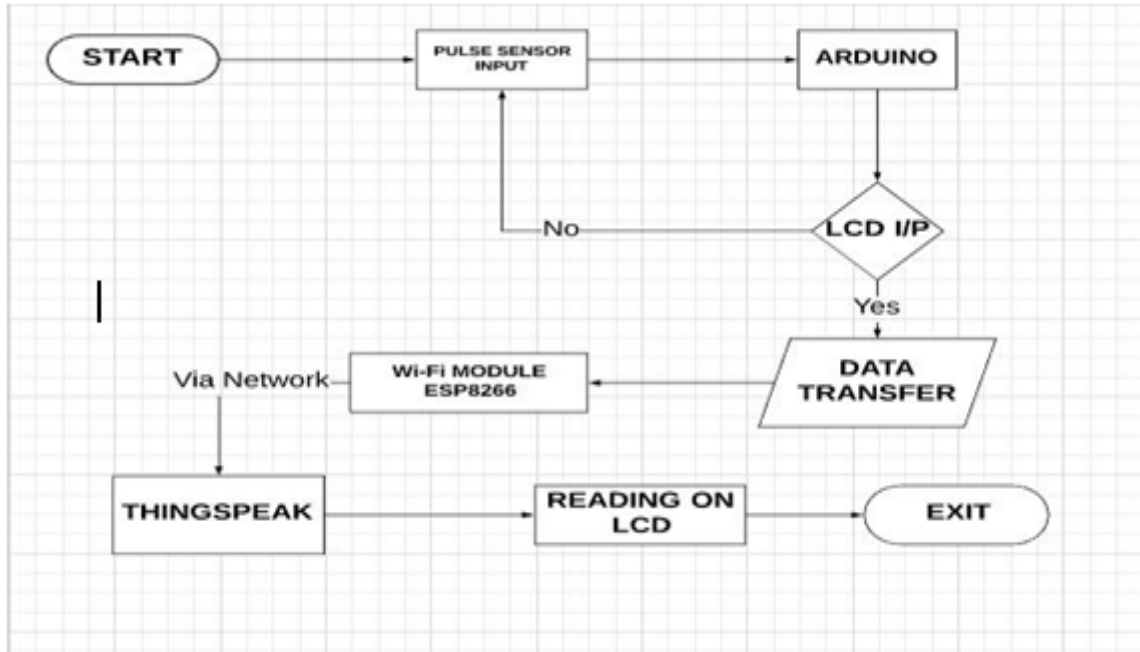 START
PULSE SENSOR
INPUT
ARDUINO
LCD I/P
No
Yes
DATA
TRANSFER
Wi-Fi MODULE
ESP8266
Via Network
THINGSPEAK
READING ON
LCD
EXIT